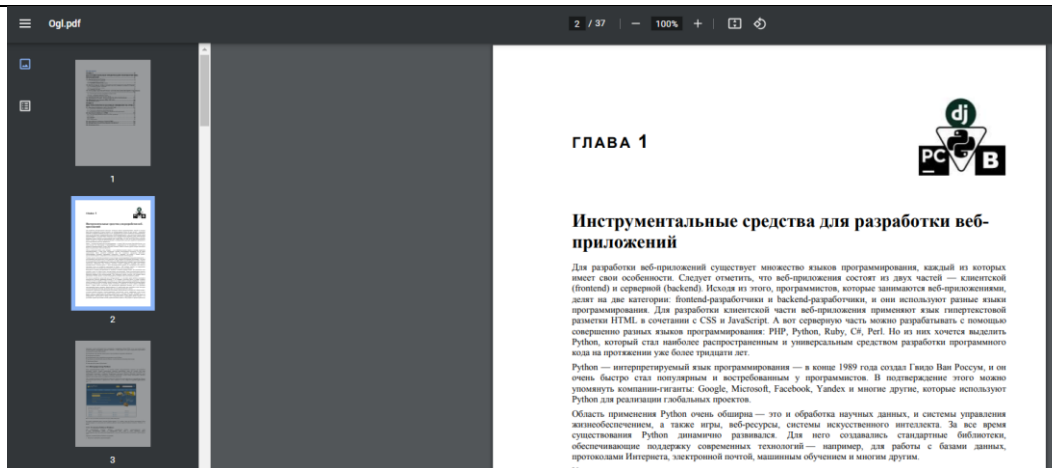 Ogl.pdf
2 / 37
100%
1
2
3
ГЛАВА 1
dj
PC
B
Инструментальные средства для разработки веб-
приложений
Для разработки веб-приложений существует множество языков программирования, каждый из которых
имеет свои особенности. Следует отметить, что веб-приложения состоят из двух частей — клиентской
(frontend) и серверной (backend). Исходя из этого, программистов, которые занимаются веб-приложениями,
делят на две категории: frontend-разработчики и backend-разработчики, и они используют разные языки
программирования. Для разработки клиентской части веб-приложений применяют язык гипертекстовой
разметки HTML в сочетании с CSS и JavaScript. А вот серверную часть можно разрабатывать с помощью
совершенно разных языков программирования: PHP, Python, Ruby, C#, Perl. Но из них хочется выделить
Python, который стал наиболее распространенным и универсальным средством разработки программного
кода на протяжении уже более тридцати лет.
Python — интерпретируемый язык программирования — в конце 1989 года создал Гвидо Ван Россум, и он
очень быстро стал популярным и востребованным у программистов. В подтверждение этого можно
упомянуть компании-гиганты: Google, Microsoft, Facebook, Yandex и многие другие, которые используют
Python для реализации глобальных проектов.
Область применения Python очень обширна — это и обработка научных данных, и системы управления
жизнеобеспечением, а также игры, веб-ресурсы, системы искусственного интеллекта. За все время
существования Python динамично развивался. Для него создавались стандартные библиотеки,
обеспечивающие поддержку современных технологий — например, для работы с базами данных,
протоколами Интернета, электронной почтой, машинным обучением и многим другим.